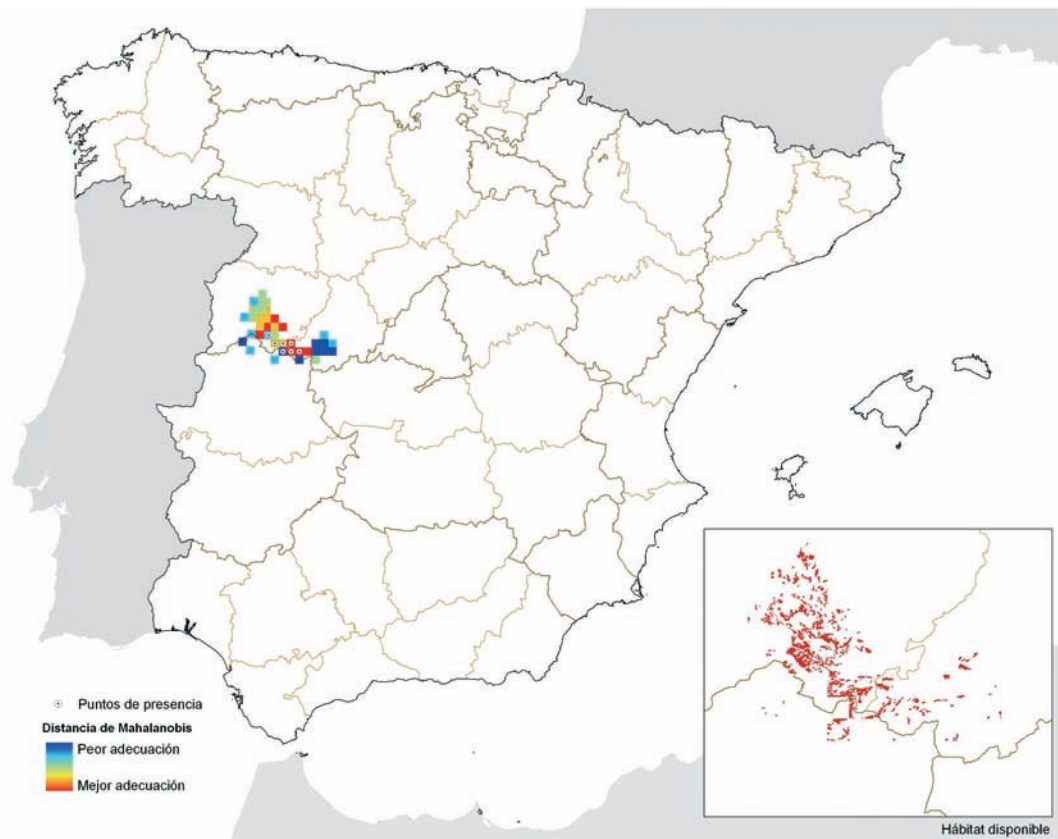 Puntos de presencia
Distancia de Mahalanobis
Peor adecuación
Mejor adecuación
Hábitat disponible